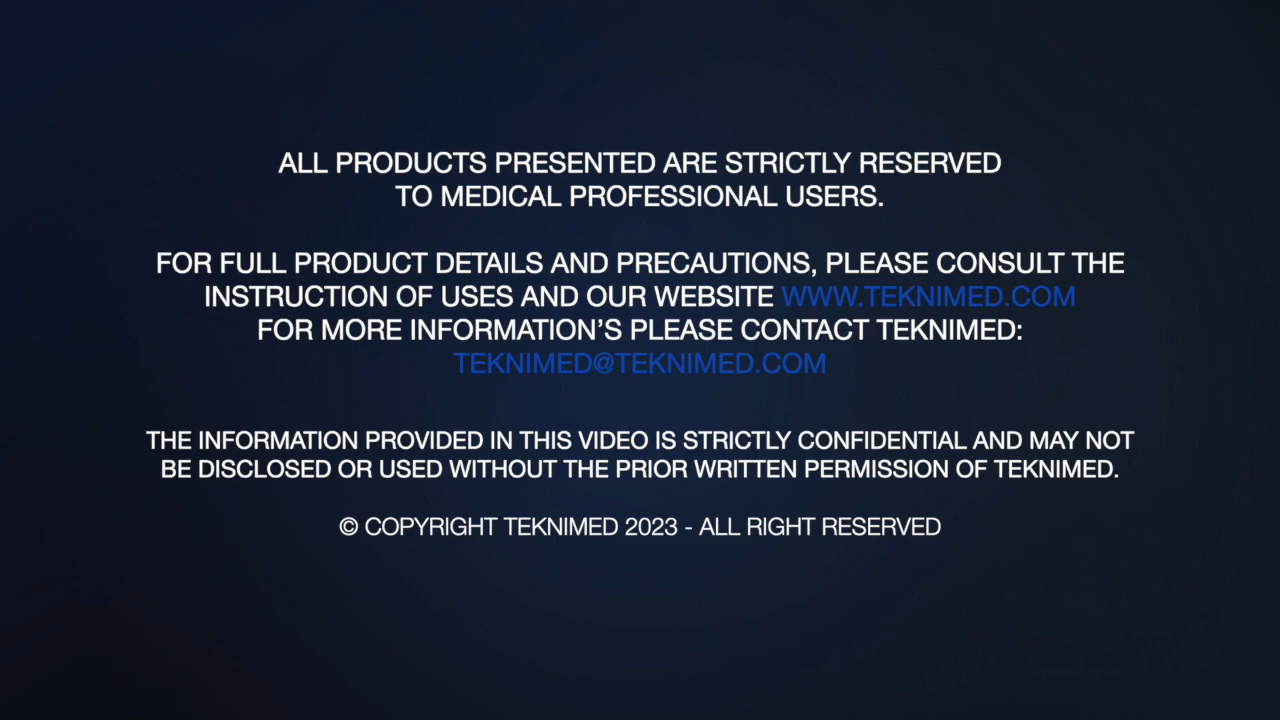 ALL PRODUCTS PRESENTED ARE STRICTLY RESERVED
TO MEDICAL PROFESSIONAL USERS.
FOR FULL PRODUCT DETAILS AND PRECAUTIONS, PLEASE CONSULT THE
INSTRUCTION OF USES AND OUR WEBSITE WWW.TEKNIMED.COM
FOR MORE INFORMATION’S PLEASE CONTACT TEKNIMED:
TEKNIMED@TEKNIMED.COM
THE INFORMATION PROVIDED IN THIS VIDEO IS STRICTLY CONFIDENTIAL AND MAY NOT
BE DISCLOSED OR USED WITHOUT THE PRIOR WRITTEN PERMISSION OF TEKNIMED.
© COPYRIGHT TEKNIMED 2023 - ALL RIGHT RESERVED